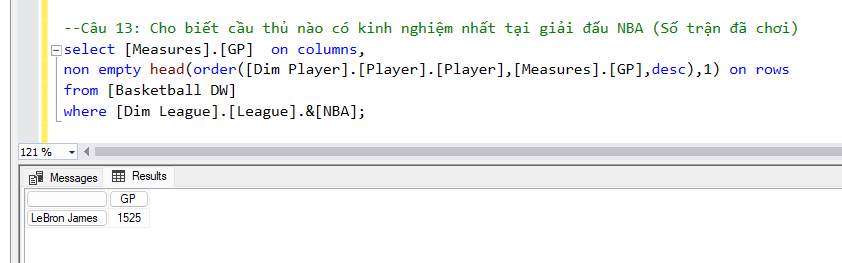 --Câu 13: Cho biết cầu thủ nào có kinh nghiệm nhất tại giải đấu NBA (Số trận đã chơi)
select [Measures].[GP]  on columns,
non empty head(order([Dim Player].[Player].[Player],[Measures].[GP],desc),1) on rows
from [Basketball DW]
where [Dim League].[League].&[NBA];
121 %
Messages Results
GP
LeBron James 1525